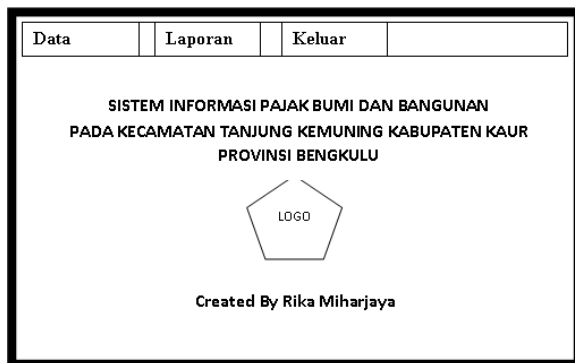 Data Laporan Keluar
SISTEM INFORMASI PAJAK BUMI DAN BANGUNAN
PADA KECAMATAN TANJUNG KEMUNING KABUPATEN KAUR
PROVINSI BENGKULU
LOGO
Created By Rika Miharjaya